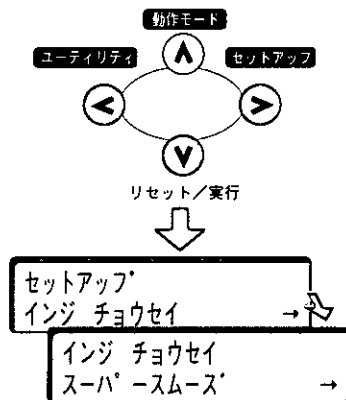 動作モード
ユーティリティ
セットアップ
リセット/実行
セットアップ
インジ チョウセイ →
インジ チョウセイ
スーパースムーズ →